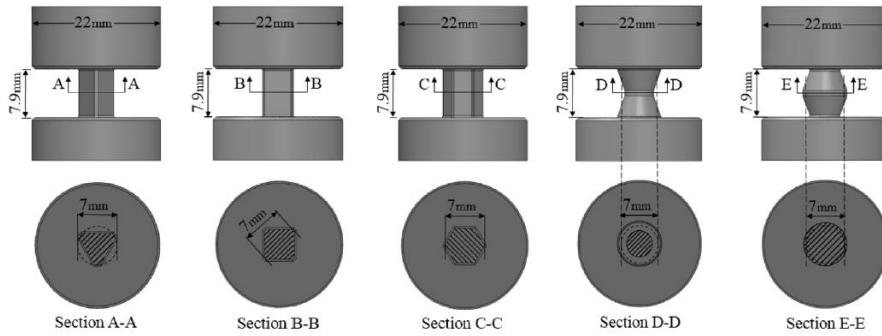 22mm 22mm 22mm 22mm 22mm
A A B B C C D D E E
7.9mm 7.9mm 7.9mm 7.9mm 7.9mm
7mm 7mm 7mm 7mm 7mm
Section A-A Section B-B Section C-C Section D-D Section E-E